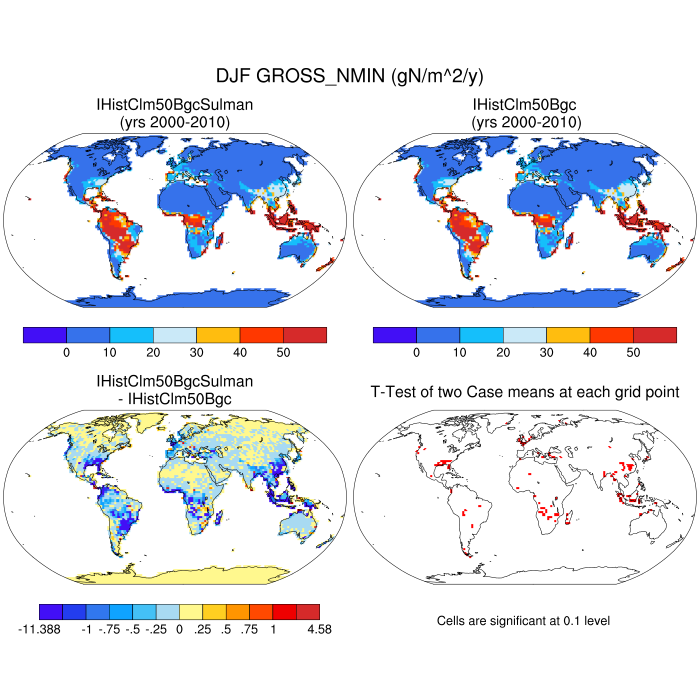 DJF GROSS_NMIN (gN/m^2/y)
IHistClm50BgcSulman
(yrs 2000-2010)
IHistClm50Bgc
(yrs 2000-2010)
0 10 20 30 40 50
0 10 20 30 40 50
IHistClm50BgcSulman
- IHistClm50Bgc
T-Test of two Case means at each grid point
-11.388 -1 -.75 -.5 -.25 0 .25 .5 .75 1 4.58
Cells are significant at 0.1 level